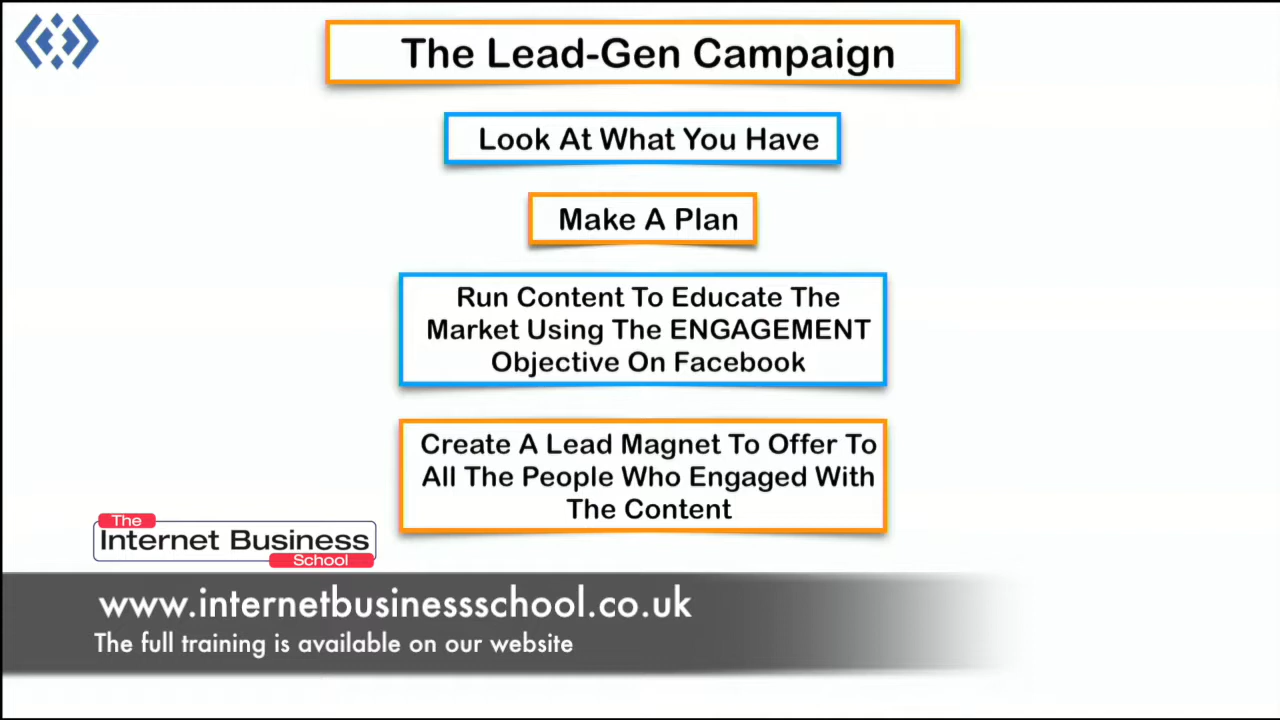 The Lead-Gen Campaign
Look At What You Have
Make A Plan
Run Content To Educate The
Market Using The ENGAGEMENT
Objective On Facebook
Create A Lead Magnet To Offer To
All The People Who Engaged With
The Content
The
Internet Business
School
www.internetbusinessschool.co.uk
The full training is available on our website